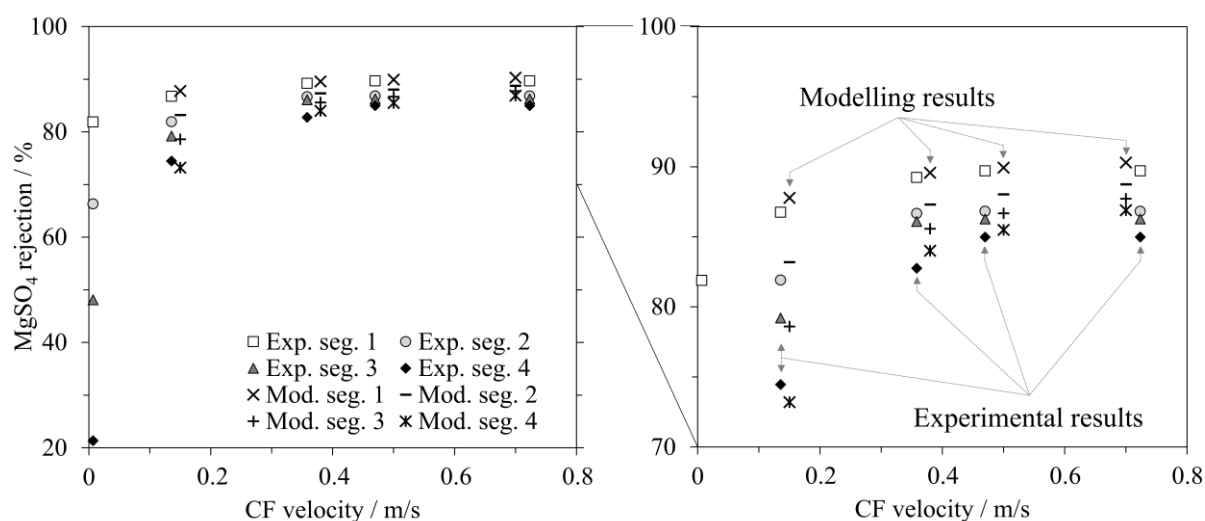 100
80
60
40
20
MgSO₄ rejection / %
Exp. seg. 1
Exp. seg. 2
Exp. seg. 3
Exp. seg. 4
Mod. seg. 1
Mod. seg. 2
Mod. seg. 3
Mod. seg. 4
0 0.2 0.4 0.6 0.8
CF velocity / m/s
100
90
80
70
Modelling results
Experimental results
0 0.2 0.4 0.6 0.8
CF velocity / m/s